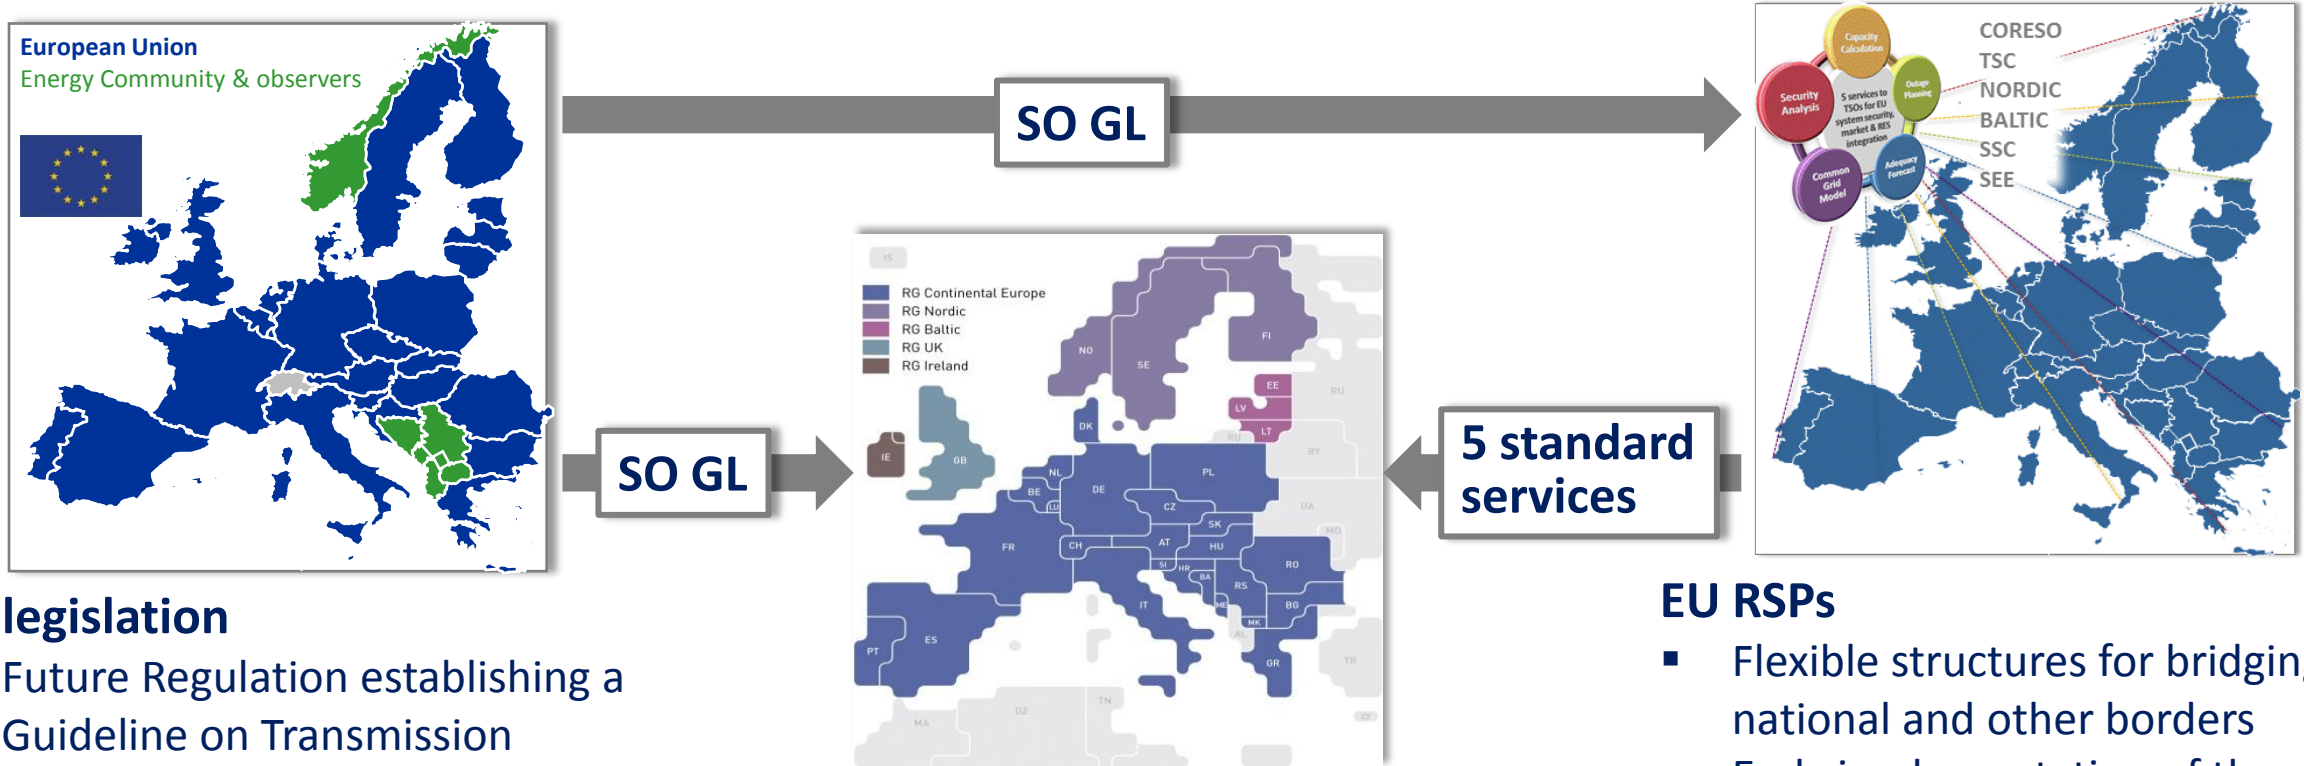 European Union
Energy Community & observers
SO GL
Capacity
Calculation
Outage
Planning
Security
Analysis
5 services to
TSOs for EU
system security,
market & RES
integration
Common
Grid
Model
Adequacy
Forecast
CORESO
TSC
NORDIC
BALTIC
SSC
SEE
SO GL
IS
RG Continental Europe
RG Nordic
RG Baltic
RG UK
RG Ireland
NO
SE
FI
EE
LV
LT
RU
RU
DK
IE
GB
NL
BE
LU
DE
PL
BY
CZ
SK
UA
MD
FR
CH
AT
HU
SI
HR
BA
RS
RO
IT
ME
BG
MK
AL
PT
ES
GR
TR
MA
DZ
TN
CY
5 standard
services
legislation
Future Regulation establishing a
Guideline on Transmission
EU RSPs
▪ Flexible structures for bridging
national and other borders